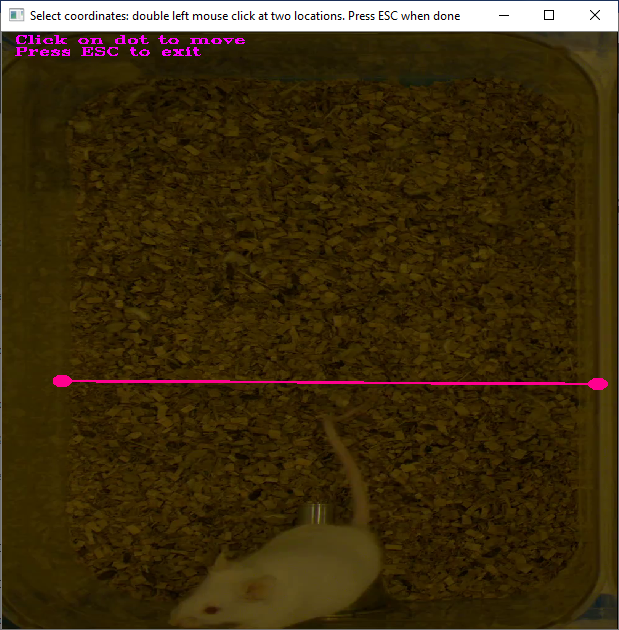 Select coordinates: double left mouse click at two locations. Press ESC when done
Click on dot to move
Press ESC to exit